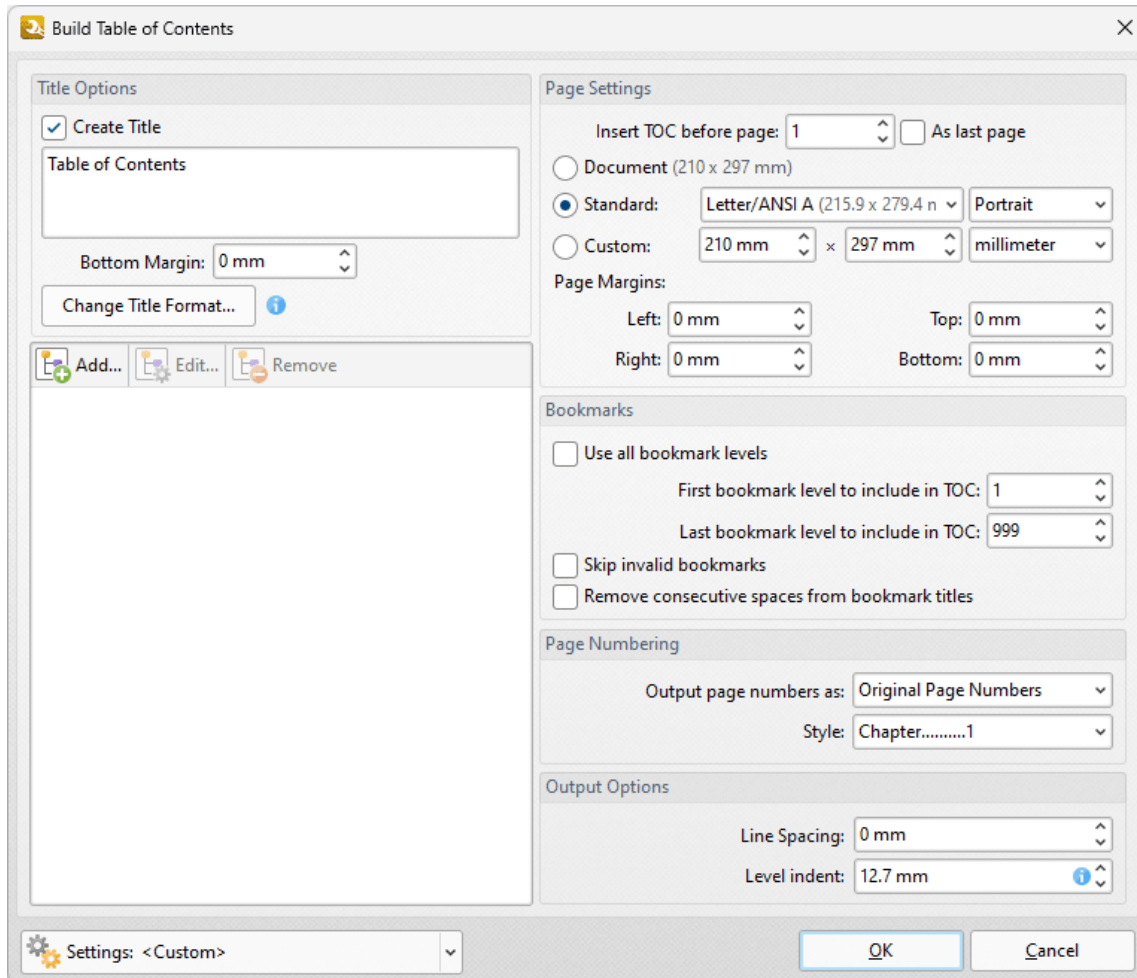 Build Table of Contents
Title Options
Create Title
Table of Contents
Bottom Margin: 0 mm
Change Title Format...
Add... Edit... Remove
Page Settings
Insert TOC before page: 1 As last page
Document (210 x 297 mm)
Standard: Letter/ANSI A (215.9 x 279.4 Portrait
Custom: 210 mm × 297 mm millimeter
Page Margins:
Left: 0 mm Top: 0 mm
Right: 0 mm Bottom: 0 mm
Bookmarks
Use all bookmark levels
First bookmark level to include in TOC: 1
Last bookmark level to include in TOC: 999
Skip invalid bookmarks
Remove consecutive spaces from bookmark titles
Page Numbering
Output page numbers as: Original Page Numbers
Style: Chapter..........1
Output Options
Line Spacing: 0 mm
Level indent: 12.7 mm
Settings: <Custom>
OK Cancel